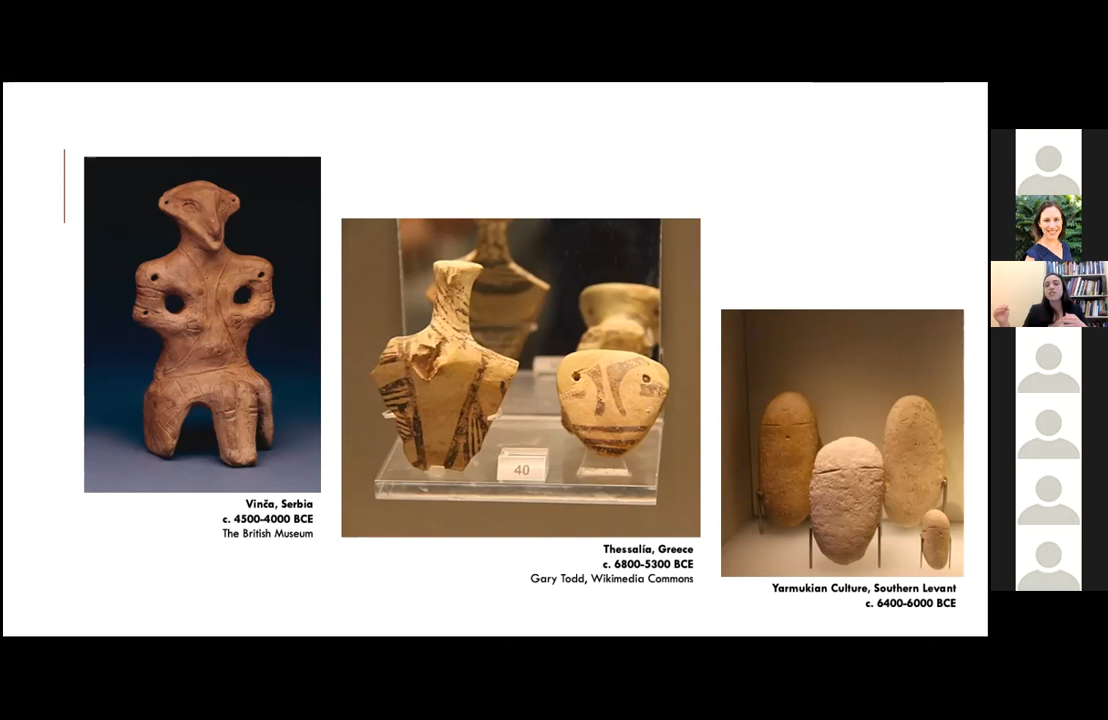 Vinča, Serbia
c. 4500-4000 BCE
The British Museum
40
Thessalía, Greece
c. 6800-5300 BCE
Gary Todd, Wikimedia Commons
Yarmukian Culture, Southern Levant
c. 6400-6000 BCE